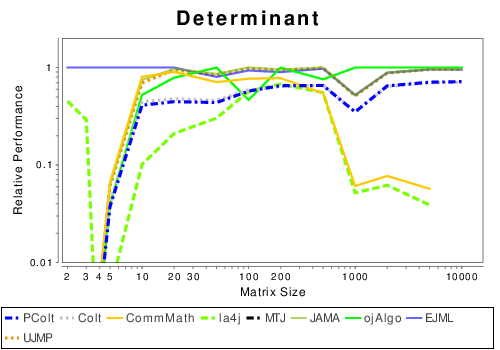 Determinant
Relative Performance
1
0.1
0.01
2 3 4 5 10 20 30 100 200 1000 10000
Matrix Size
PColt Colt CommMath la4j MTJ JAMA ojAlgo EJML
UJMP